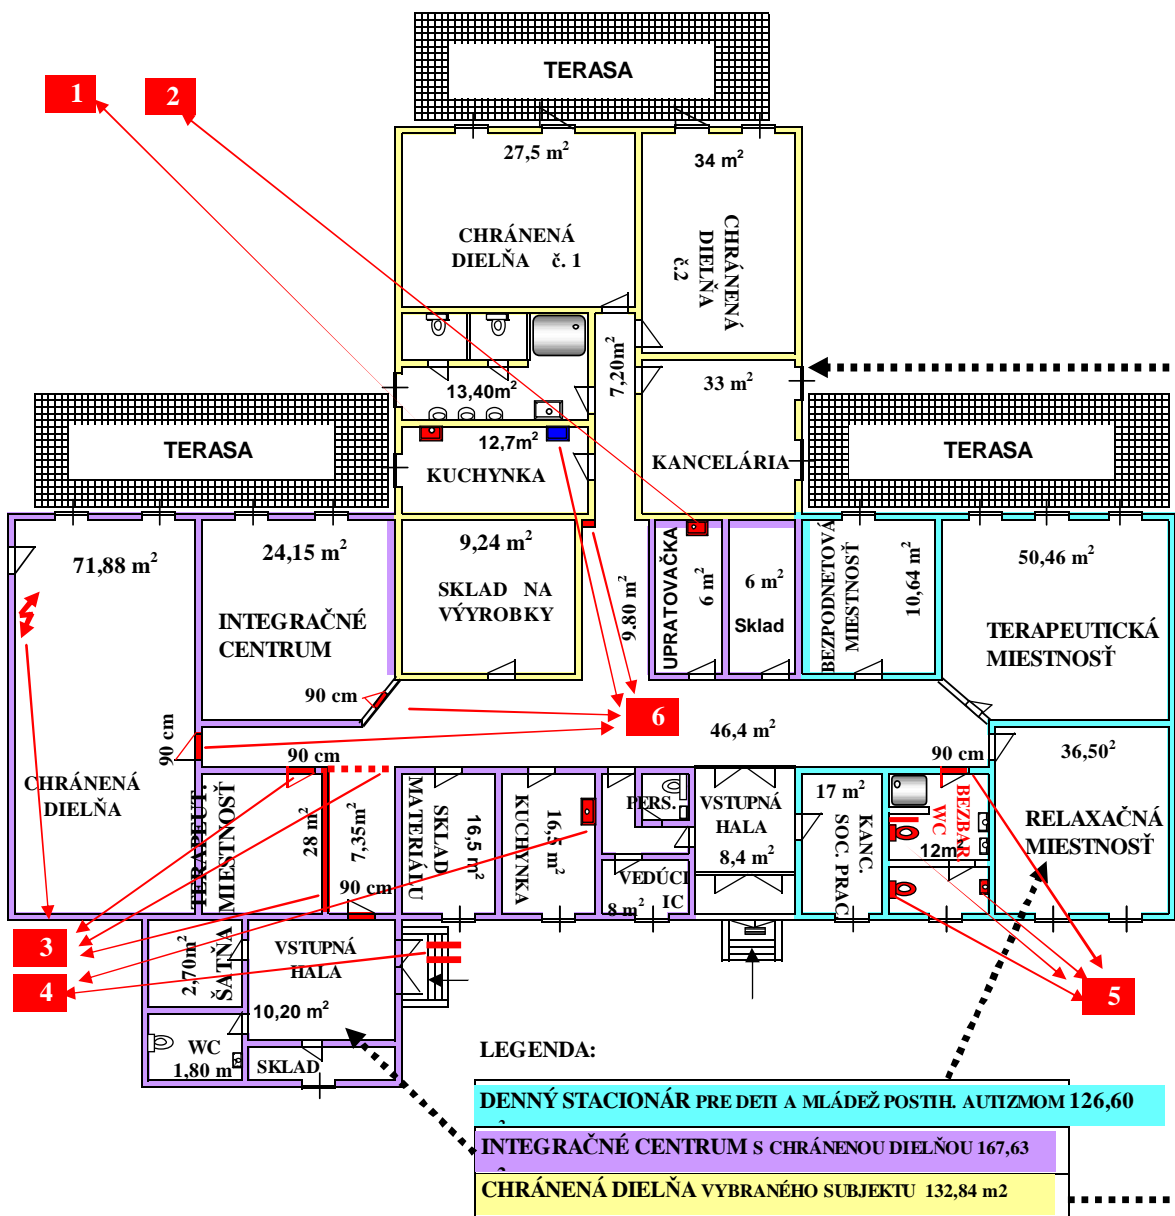 TERASA
1
2
27,5 m²
34 m²
CHRÁNENÁ
DIELŇA č. 1
CHRÁNENÁ
DIELŇA
č.2
7,20m²
33 m²
13,40m²
12,7m²
KUCHYNKA
KANCELÁRIA
TERASA
TERASA
71,88 m²
24,15 m²
INTEGRAČNÉ
CENTRUM
9,24 m²
SKLAD NA
VÝYROBKY
9.80 m²
UPRATOVAČKA
6 m²
6 m²
Sklad
BEZPODNETOVÁ
MIESTNOSŤ
10,64 m²
50,46 m²
TERAPEUTICKÁ
MIESTNOSŤ
90 cm
6
46,4 m²
90 cm
90 cm
90 cm
36,50²
CHRÁNENÁ
DIELŇA
TERAPEUT.
MIESTNOSŤ
28 m²
7,35m²
90 cm
SKLAD
MATERIÁLU
16,5 m²
KUCHYNKA
16,5 m²
PERS.
VEDÚCI
IC
8 m²
VSTUPNÁ
HALA
8,4 m²
17 m²
KANC.
SOC. PRAC
BEZBAR.
WC
12m²
RELAXAČNÁ
MIESTNOSŤ
3
4
5
2,70m²
ŠATŇA
VSTUPNÁ
HALA
10,20 m²
WC
1,80 m²
SKLAD
LEGENDA:
DENNÝ STACIONÁR PRE DETI A MLÁDEŽ POSTIH. AUTIZMOM 126,60
INTEGRAČNÉ CENTRUM S CHRÁNENOU DIELŇOU 167,63
CHRÁNENÁ DIELŇA VYBRANÉHO SUBJEKTU 132,84 m2